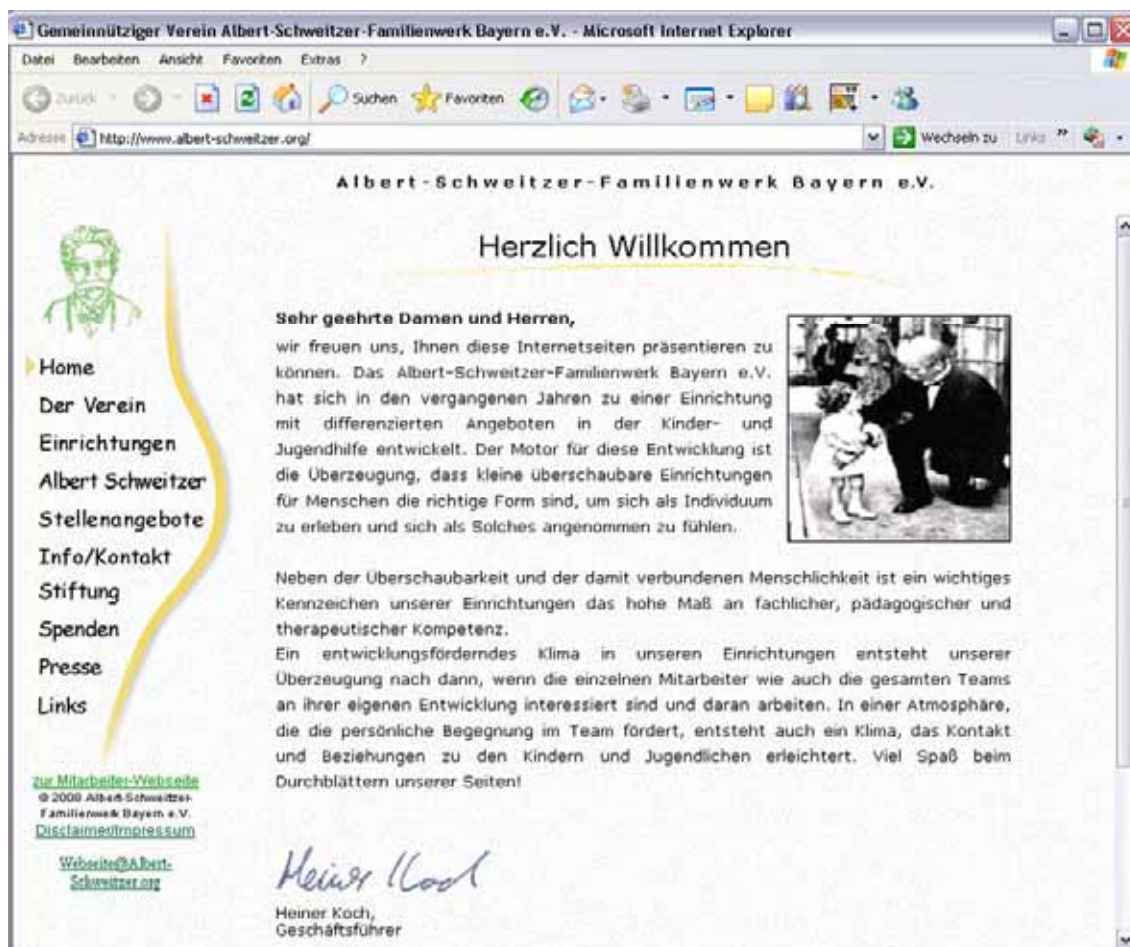 Gemeinnütziger Verein Albert-Schweitzer-Familienwerk Bayern e.V. - Microsoft Internet Explorer
Datei Bearbeiten Ansicht Favoriten Extras ?
Zurück Suchen Favoriten
Adresse http://www.albert-schweitzer.org/ Wechseln zu Links »
Albert-Schweitzer-Familienwerk Bayern e.V.
Herzlich Willkommen
Home
Der Verein
Einrichtungen
Albert Schweitzer
Stellenangebote
Info/Kontakt
Stiftung
Spenden
Presse
Links
zur Mitarbeiter-Webseite
© 2008 Albert-Schweitzer-
Familienwerk Bayern e.V.
Disclaimer/Impressum
Webseite@Albert-
Schweitzer.org
Sehr geehrte Damen und Herren,
wir freuen uns, Ihnen diese Internetseiten präsentieren zu
können. Das Albert-Schweitzer-Familienwerk Bayern e.V.
hat sich in den vergangenen Jahren zu einer Einrichtung
mit differenzierten Angeboten in der Kinder- und
Jugendhilfe entwickelt. Der Motor für diese Entwicklung ist
die Überzeugung, dass kleine überschaubare Einrichtungen
für Menschen die richtige Form sind, um sich als Individuum
zu erleben und sich als Solches angenommen zu fühlen.
Neben der Überschaubarkeit und der damit verbundenen Menschlichkeit ist ein wichtiges
Kennzeichen unserer Einrichtungen das hohe Maß an fachlicher, pädagogischer und
therapeutischer Kompetenz.
Ein entwicklungsförderndes Klima in unseren Einrichtungen entsteht unserer
Überzeugung nach dann, wenn die einzelnen Mitarbeiter wie auch die gesamten Teams
an ihrer eigenen Entwicklung interessiert sind und daran arbeiten. In einer Atmosphäre,
die die persönliche Begegnung im Team fördert, entsteht auch ein Klima, das Kontakt
und Beziehungen zu den Kindern und Jugendlichen erleichtert. Viel Spaß beim
Durchblättern unserer Seiten!
Heiner Koch
Heiner Koch,
Geschäftsführer